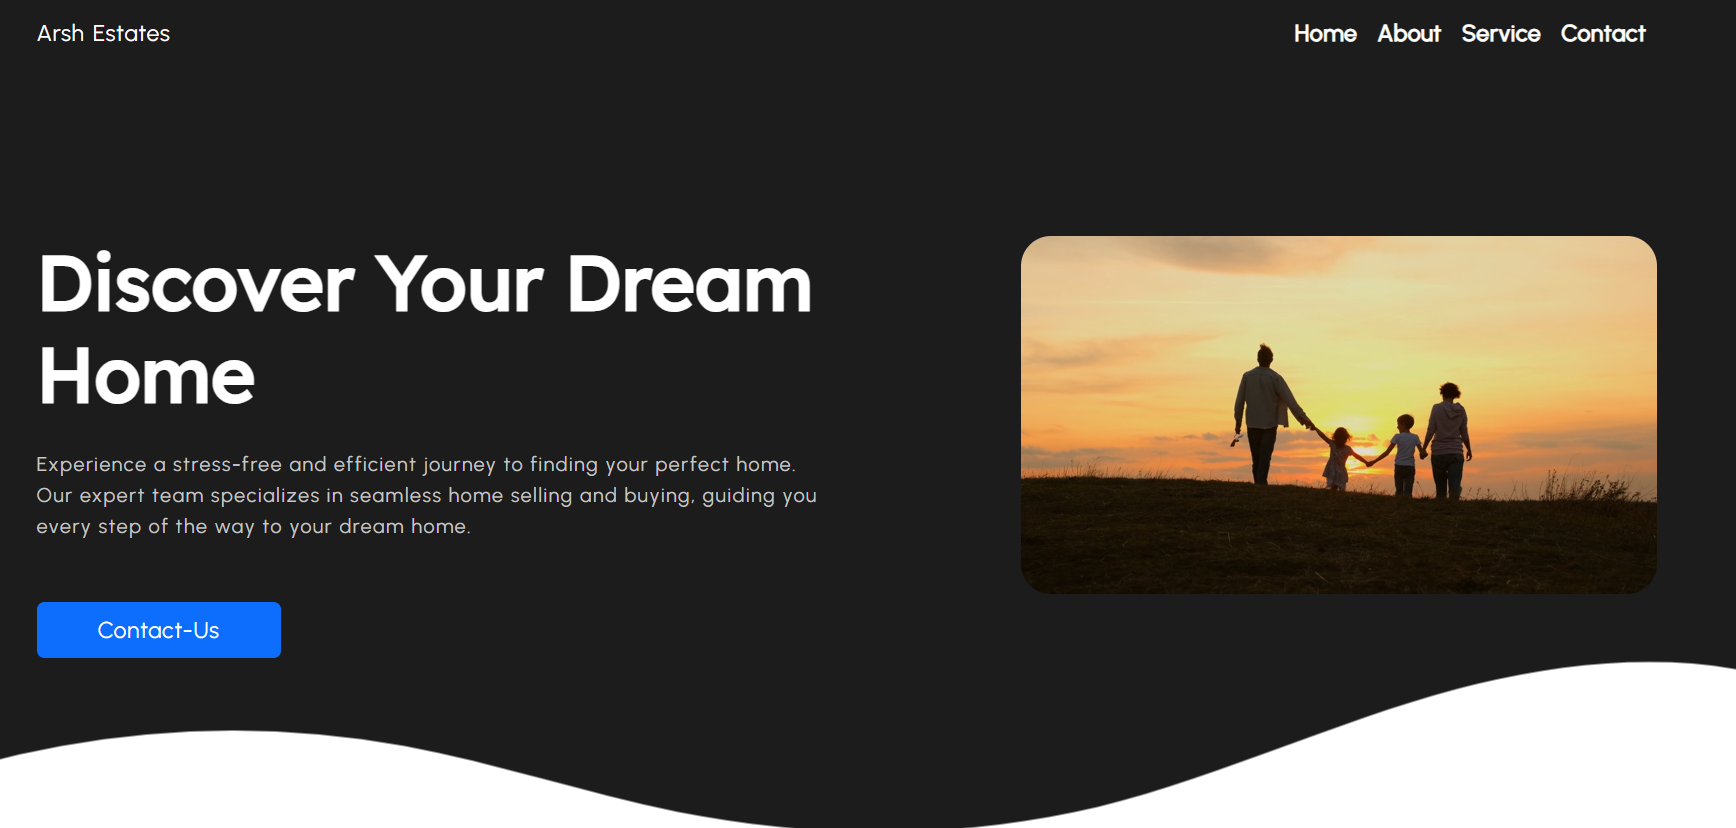 Arsh Estates
Home About Service Contact
Discover Your Dream
Home
Experience a stress-free and efficient journey to finding your perfect home.
Our expert team specializes in seamless home selling and buying, guiding you
every step of the way to your dream home.
Contact-Us